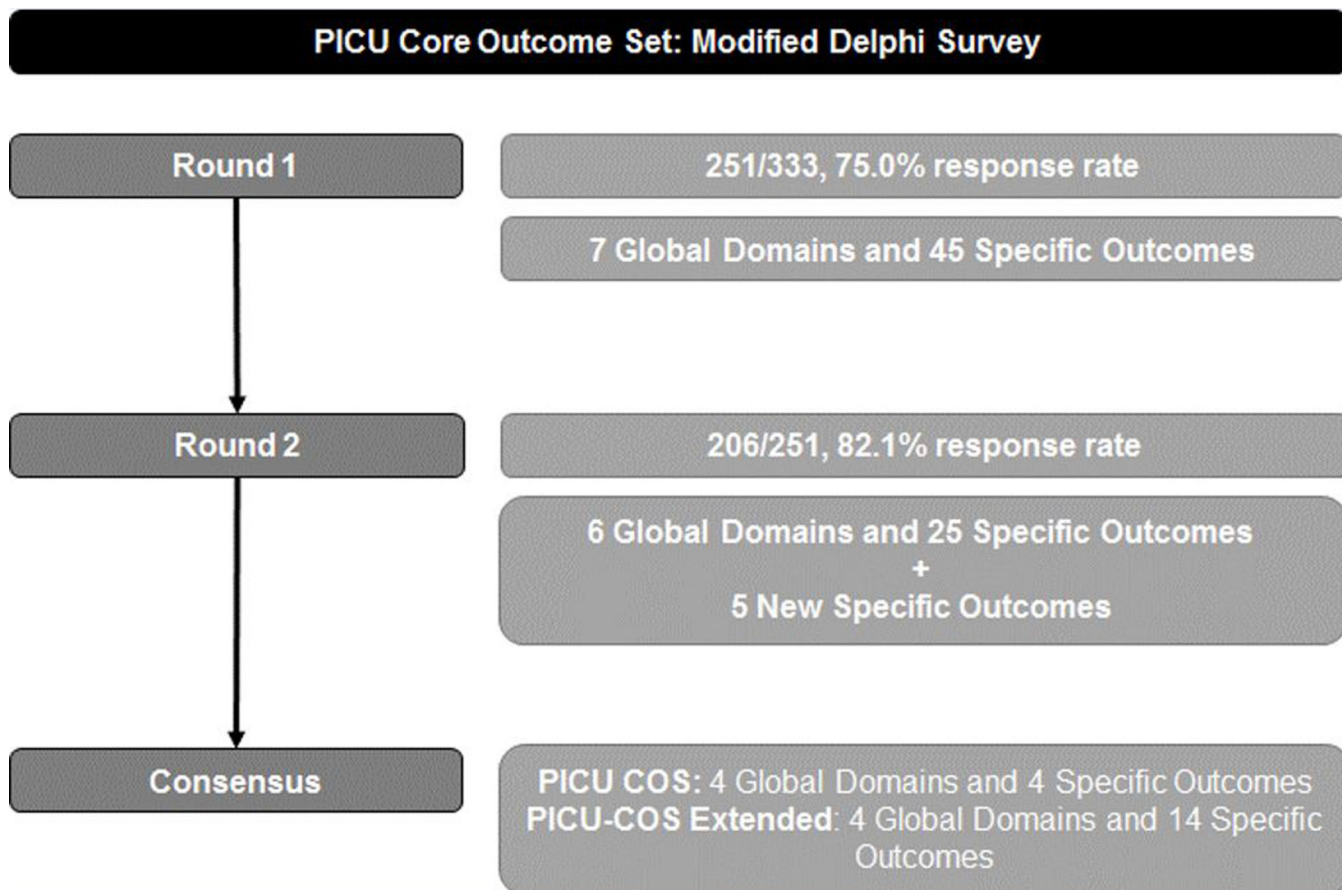 PICU Core Outcome Set: Modified Delphi Survey
Round 1
251/333, 75.0% response rate
7 Global Domains and 45 Specific Outcomes
Round 2
206/251, 82.1% response rate
6 Global Domains and 25 Specific Outcomes
+
5 New Specific Outcomes
Consensus
PICU COS: 4 Global Domains and 4 Specific Outcomes
PICU-COS Extended: 4 Global Domains and 14 Specific
Outcomes